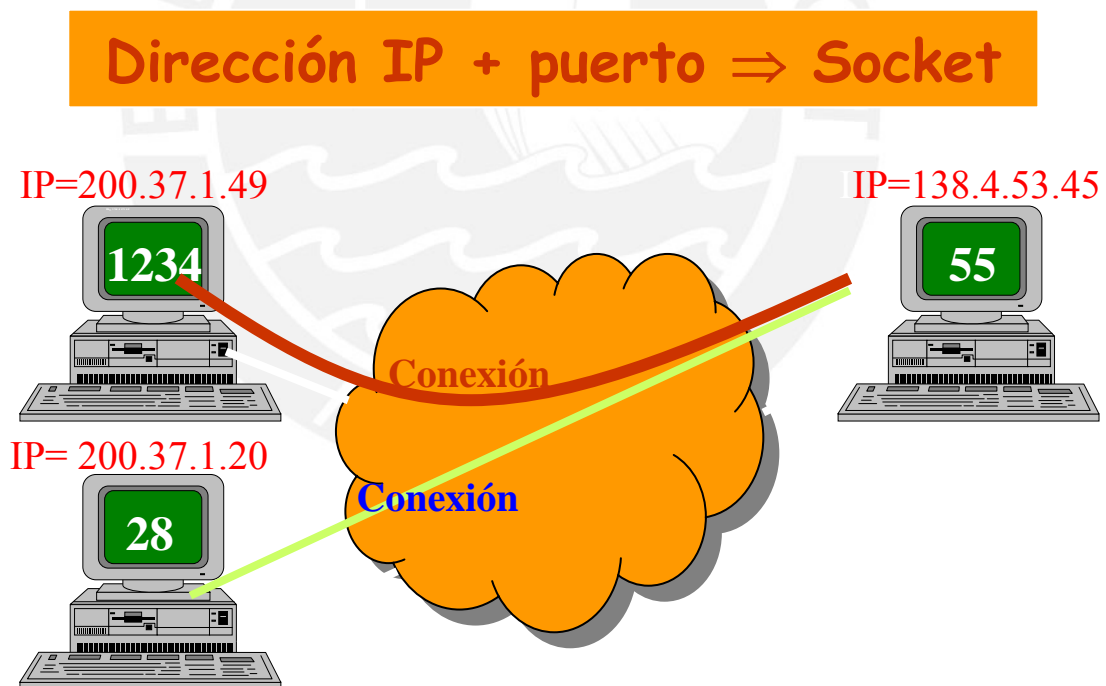 Dirección IP + puerto ⇒ Socket
IP=200.37.1.49
IP=138.4.53.45
1234
55
Conexión
IP= 200.37.1.20
Conexión
28